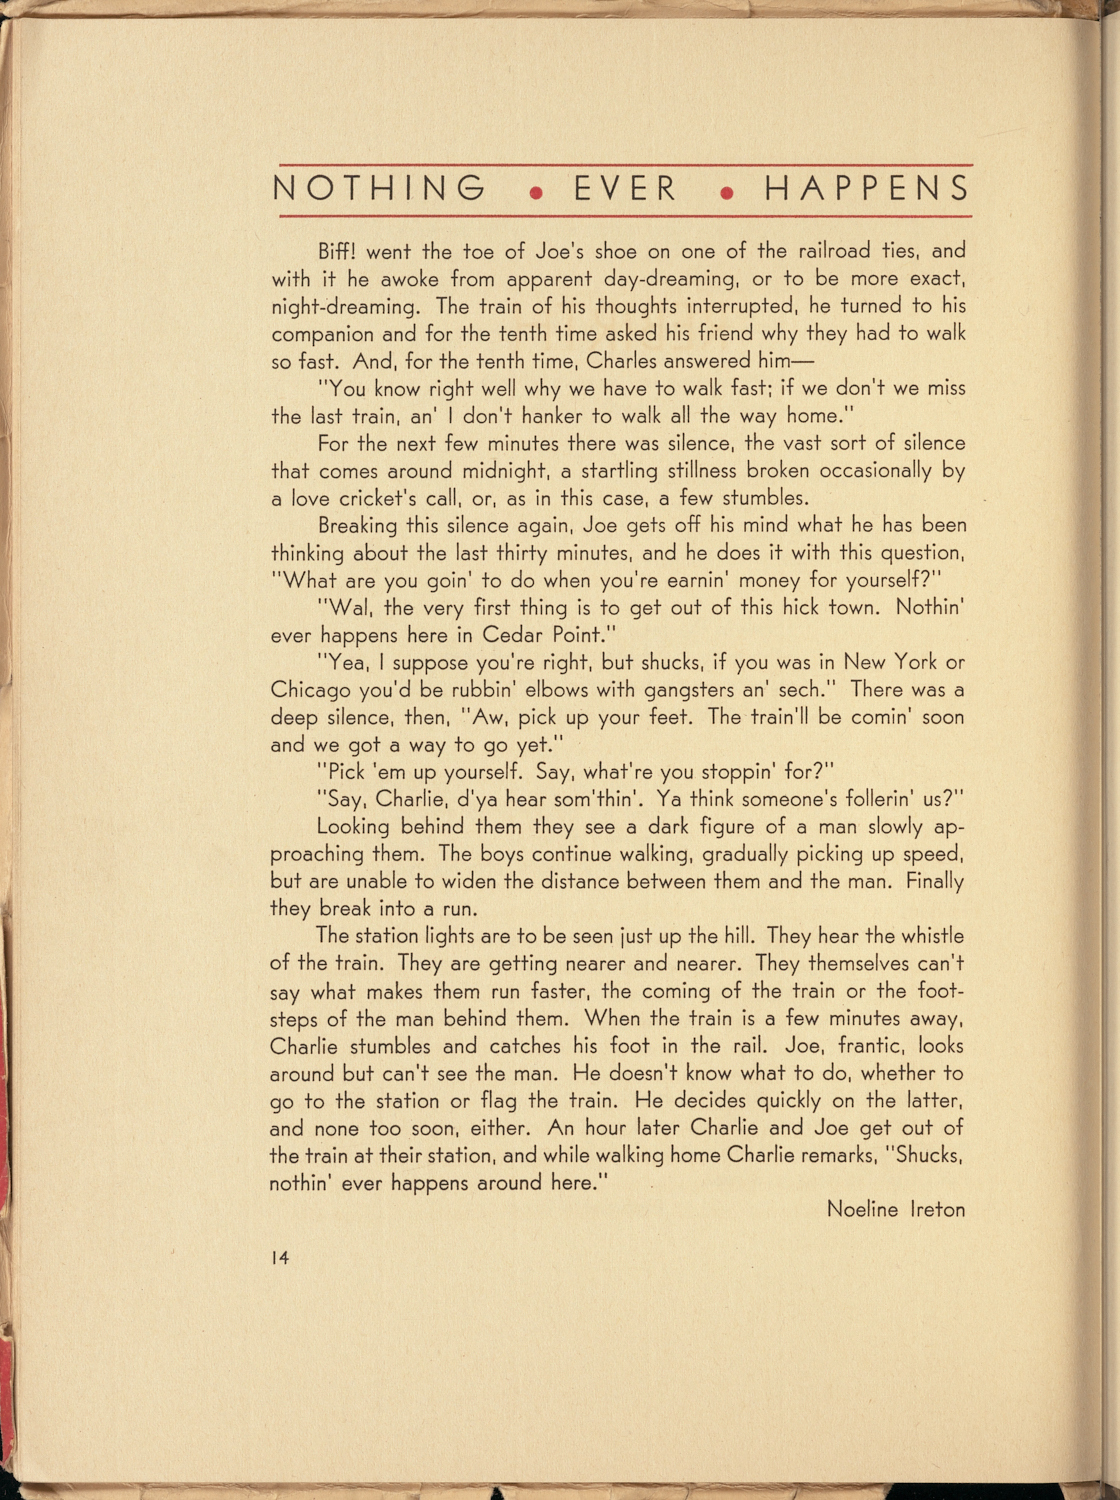 NOTHING • EVER • HAPPENS
Biff! went the toe of Joe's shoe on one of the railroad ties, and
with it he awoke from apparent day-dreaming, or to be more exact,
night-dreaming. The train of his thoughts interrupted, he turned to his
companion and for the tenth time asked his friend why they had to walk
so fast. And, for the tenth time, Charles answered him—
"You know right well why we have to walk fast; if we don't we miss
the last train, an' I don't hanker to walk all the way home."
For the next few minutes there was silence, the vast sort of silence
that comes around midnight, a startling stillness broken occasionally by
a love cricket's call, or, as in this case, a few stumbles.
Breaking this silence again, Joe gets off his mind what he has been
thinking about the last thirty minutes, and he does it with this question,
"What are you goin' to do when you're earnin' money for yourself?"
"Wal, the very first thing is to get out of this hick town. Nothin'
ever happens here in Cedar Point."
"Yea, I suppose you're right, but shucks, if you was in New York or
Chicago you'd be rubbin' elbows with gangsters an' sech." There was a
deep silence, then, "Aw, pick up your feet. The train'll be comin' soon
and we got a way to go yet."
"Pick 'em up yourself. Say, what're you stoppin' for?"
"Say, Charlie, d'ya hear som'thin'. Ya think someone's follerin' us?"
Looking behind them they see a dark figure of a man slowly ap-
proaching them. The boys continue walking, gradually picking up speed,
but are unable to widen the distance between them and the man. Finally
they break into a run.
The station lights are to be seen just up the hill. They hear the whistle
of the train. They are getting nearer and nearer. They themselves can't
say what makes them run faster, the coming of the train or the foot-
steps of the man behind them. When the train is a few minutes away,
Charlie stumbles and catches his foot in the rail. Joe, frantic, looks
around but can't see the man. He doesn't know what to do, whether to
go to the station or flag the train. He decides quickly on the latter,
and none too soon, either. An hour later Charlie and Joe get out of
the train at their station, and while walking home Charlie remarks, "Shucks,
nothin' ever happens around here."
Noeline Ireton
14